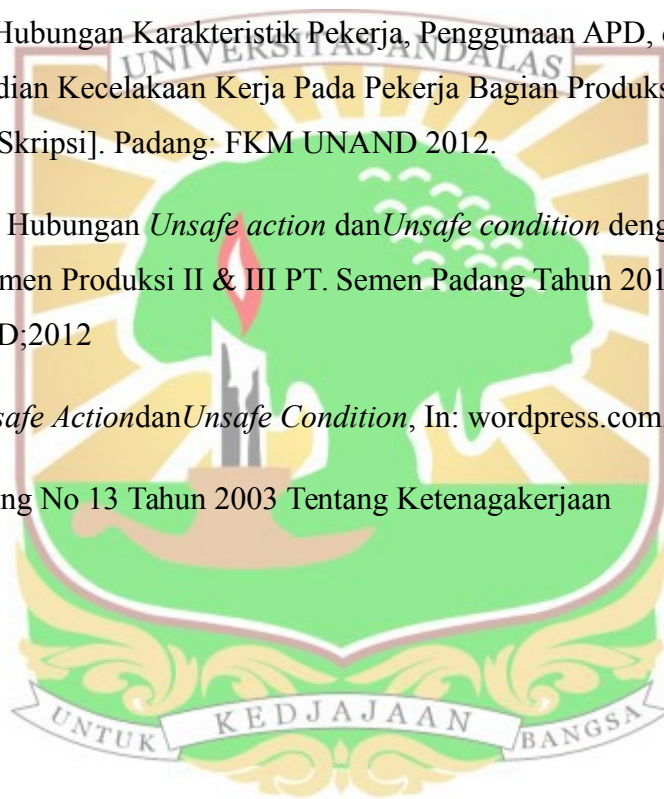 Hubungan Karakteristik Pekerja, Penggunaan APD,
UNIVERSITAS ANDALAS
dian Kecelakaan Kerja Pada Pekerja Bagian Produks
Skripsi]. Padang: FKM UNAND 2012.
Hubungan Unsafe action danUnsafe condition deng
men Produksi II & III PT. Semen Padang Tahun 201
D;2012
safe ActiondanUnsafe Condition, In: wordpress.com.
ng No 13 Tahun 2003 Tentang Ketenagakerjaan
UNTUK KEDJAJAAN BANGSA